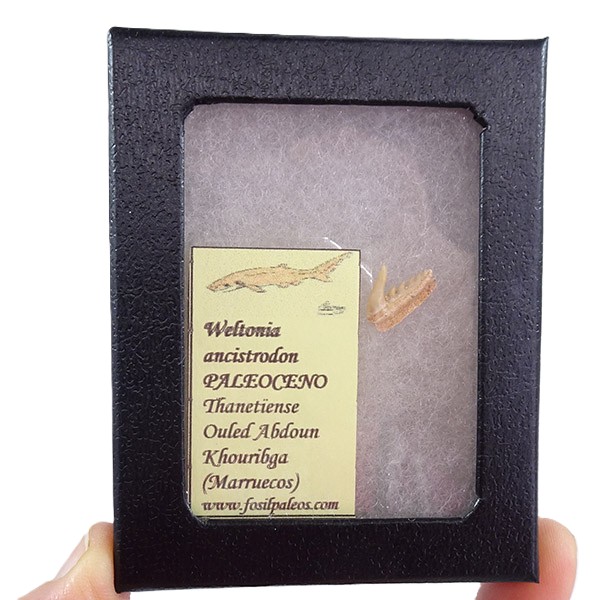 Weltonia
ancistrodon
PALEOCENO
Thanetiense
Ouled Abdoun
Khouribga
(Marruecos)
www.fosilpaleos.com